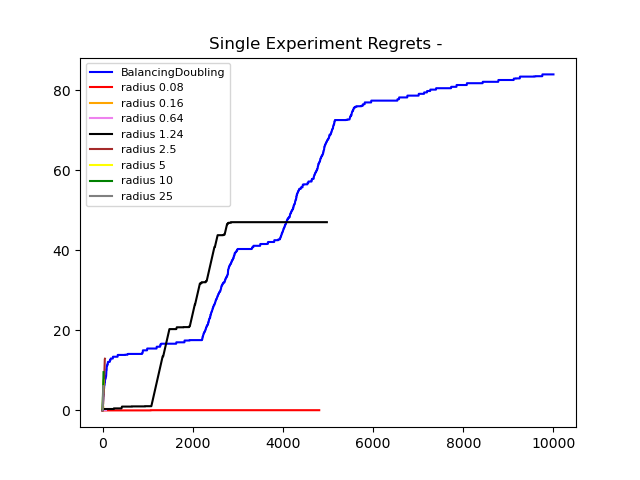 Single Experiment Regrets -
BalancingDoubling
radius 0.08
radius 0.16
radius 0.64
radius 1.24
radius 2.5
radius 5
radius 10
radius 25
80
60
40
20
0
0 2000 4000 6000 8000 10000